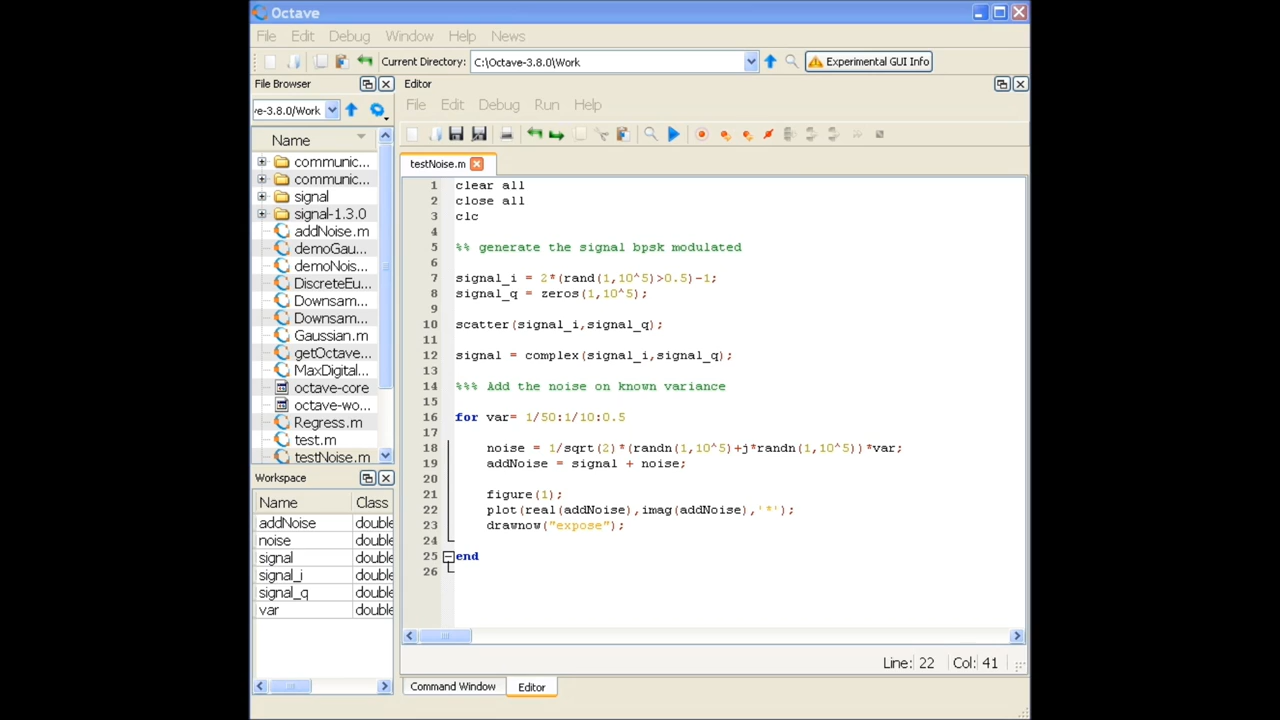 Octave
File Edit Debug Window Help News
Current Directory: C:\Octave-3.8.0\Work Experimental GUI Info
File Browser
ve-3.8.0/Work
Name
communic...
communic...
signal
signal-1.3.0
addNoise.m
demoGau...
demoNois...
DiscreteEu...
Downsam...
Downsam...
Gaussian.m
getOctave...
MaxDigital...
octave-core
octave-wo...
Regress.m
test.m
testNoise.m
Workspace
Name Class
addNoise double
noise double
signal double
signal_i double
signal_q double
var double
Editor
File Edit Debug Run Help
testNoise.m
1 clear all
2 close all
3 clc
4
5 %% generate the signal bpsk modulated
6
7 signal_i = 2*(rand(1,10^5)>0.5)-1;
8 signal_q = zeros(1,10^5);
9
10 scatter(signal_i,signal_q);
11
12 signal = complex(signal_i,signal_q);
13
14 %%% Add the noise on known variance
15
16 for var= 1/50:1/10:0.5
17
18 noise = 1/sqrt(2)*(randn(1,10^5)+j*randn(1,10^5))*var;
19 addNoise = signal + noise;
20
21 figure(1);
22 plot(real(addNoise),imag(addNoise),'*');
23 drawnow("expose");
24
25 end
26
Line: 22 Col: 41
Command Window Editor